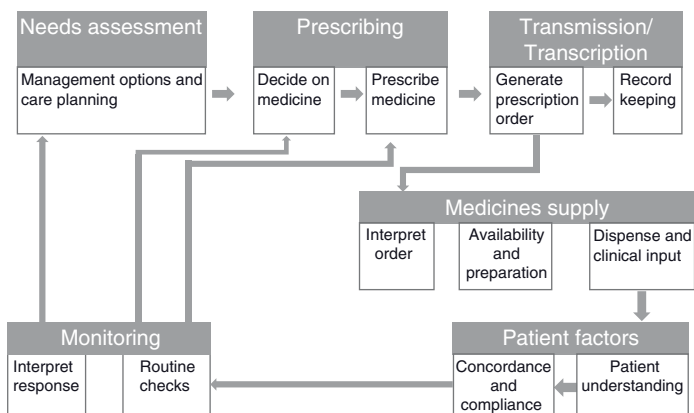 Needs assessment
Management options and
care planning
Prescribing
Decide on
medicine
Prescribe
medicine
Transmission/
Transcription
Generate
prescription
order
Record
keeping
Medicines supply
Interpret
order
Availability
and
preparation
Dispense and
clinical input
Monitoring
Interpret
response
Routine
checks
Patient factors
Concordance
and
compliance
Patient
understanding